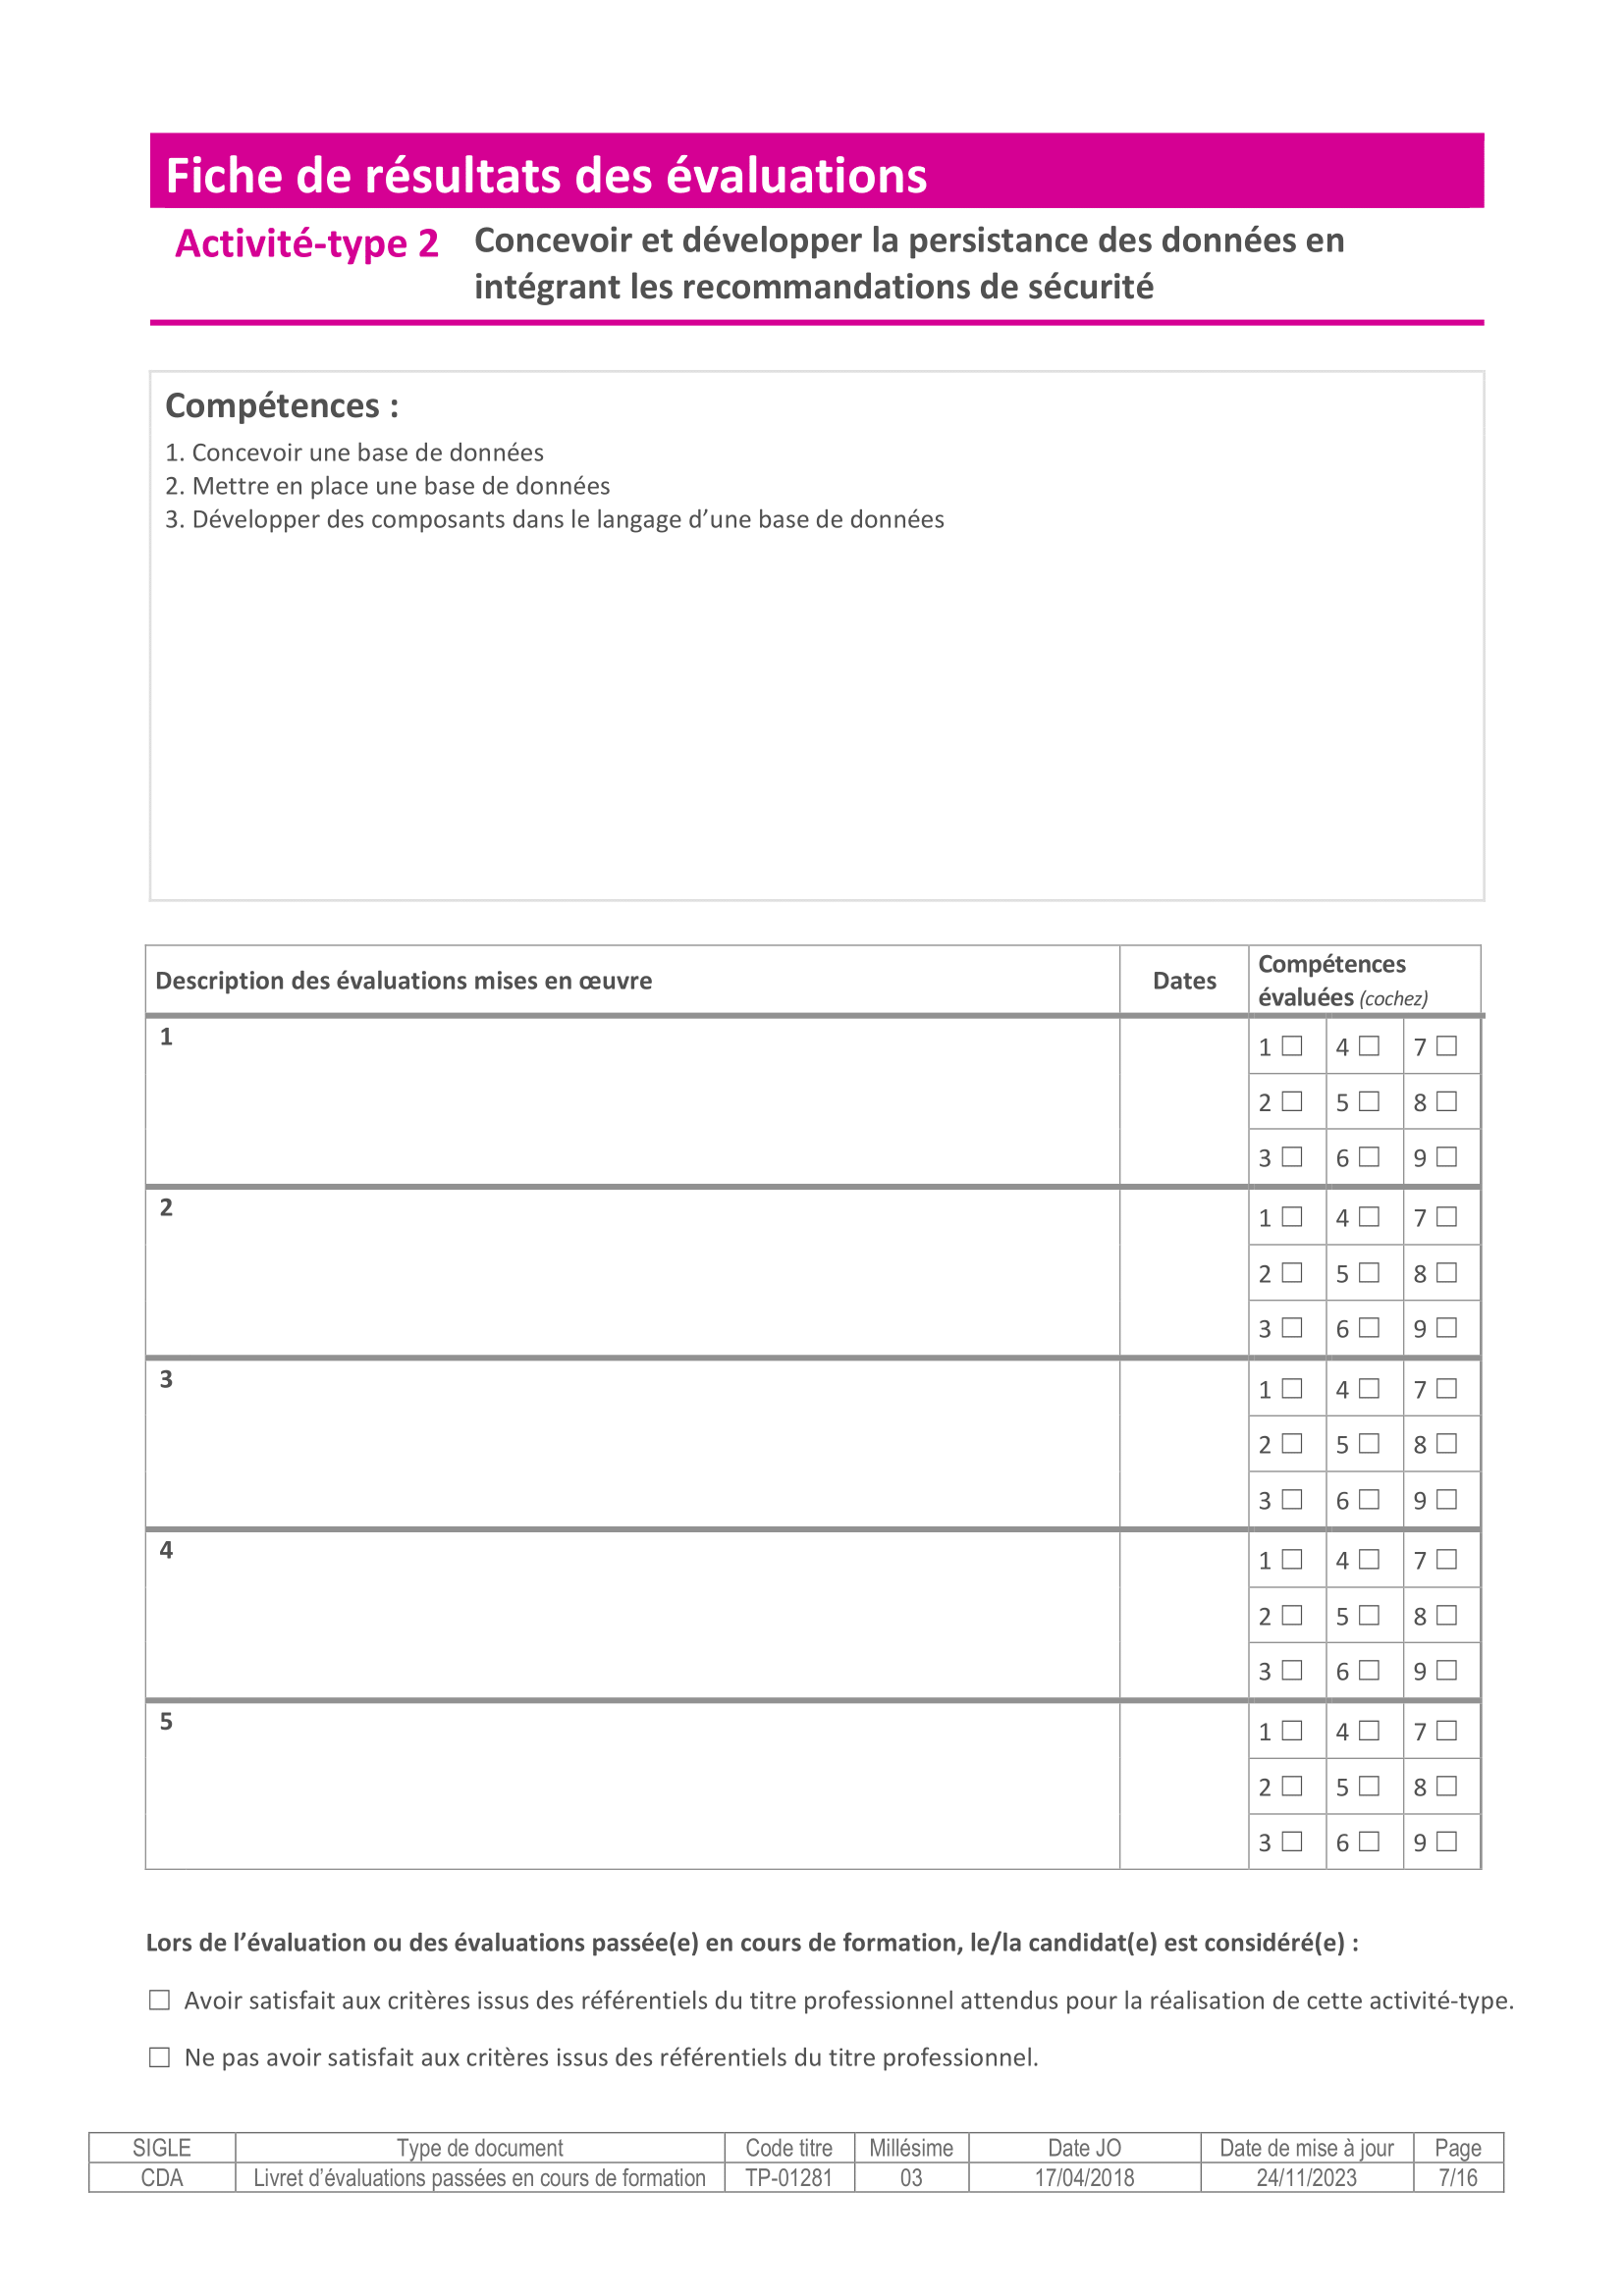 Fiche de résultats des évaluations
Activité-type 2
Concevoir et développer la persistance des données en
intégrant les recommandations de sécurité
Compétences :
1. Concevoir une base de données
2. Mettre en place une base de données
3. Développer des composants dans le langage d’une base de données
Description des évaluations mises en œuvre Dates Compétences
évaluées (cochez)
1
1 ☐ 4 ☐ 7 ☐
2 ☐ 5 ☐ 8 ☐
3 ☐ 6 ☐ 9 ☐
2
1 ☐ 4 ☐ 7 ☐
2 ☐ 5 ☐ 8 ☐
3 ☐ 6 ☐ 9 ☐
3
1 ☐ 4 ☐ 7 ☐
2 ☐ 5 ☐ 8 ☐
3 ☐ 6 ☐ 9 ☐
4
1 ☐ 4 ☐ 7 ☐
2 ☐ 5 ☐ 8 ☐
3 ☐ 6 ☐ 9 ☐
5
1 ☐ 4 ☐ 7 ☐
2 ☐ 5 ☐ 8 ☐
3 ☐ 6 ☐ 9 ☐
Lors de l’évaluation ou des évaluations passée(e) en cours de formation, le/la candidat(e) est considéré(e) :
☐ Avoir satisfait aux critères issus des référentiels du titre professionnel attendus pour la réalisation de cette activité-type.
☐ Ne pas avoir satisfait aux critères issus des référentiels du titre professionnel.
SIGLE Type de document Code titre Millésime Date JO Date de mise à jour Page
CDA Livret d’évaluations passées en cours de formation TP-01281 03 17/04/2018 24/11/2023 7/16